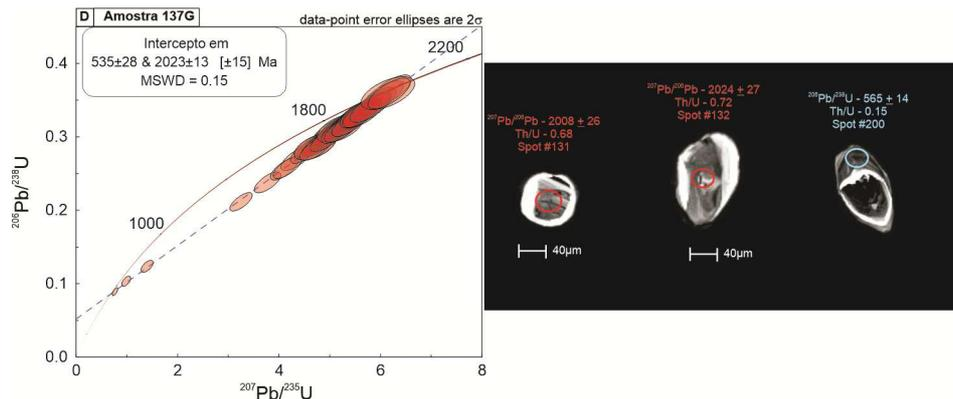 D Amostra 137G
data-point error ellipses are 2σ
Intercepto em
535±28 & 2023±13 [±15] Ma
MSWD = 0.15
2200
1800
1000
0.4
0.3
0.2
0.1
0.0
0 2 4 6 8
²⁰⁶Pb/²³⁸U
²⁰⁷Pb/²³⁵U
²⁰⁷Pb/²⁰⁶Pb - 2008 ± 26
Th/U - 0.68
Spot #131
40µm
²⁰⁷Pb/²⁰⁶Pb - 2024 ± 27
Th/U - 0.72
Spot #132
40µm
²⁰⁶Pb/²³⁸U - 565 ± 14
Th/U - 0.15
Spot #200